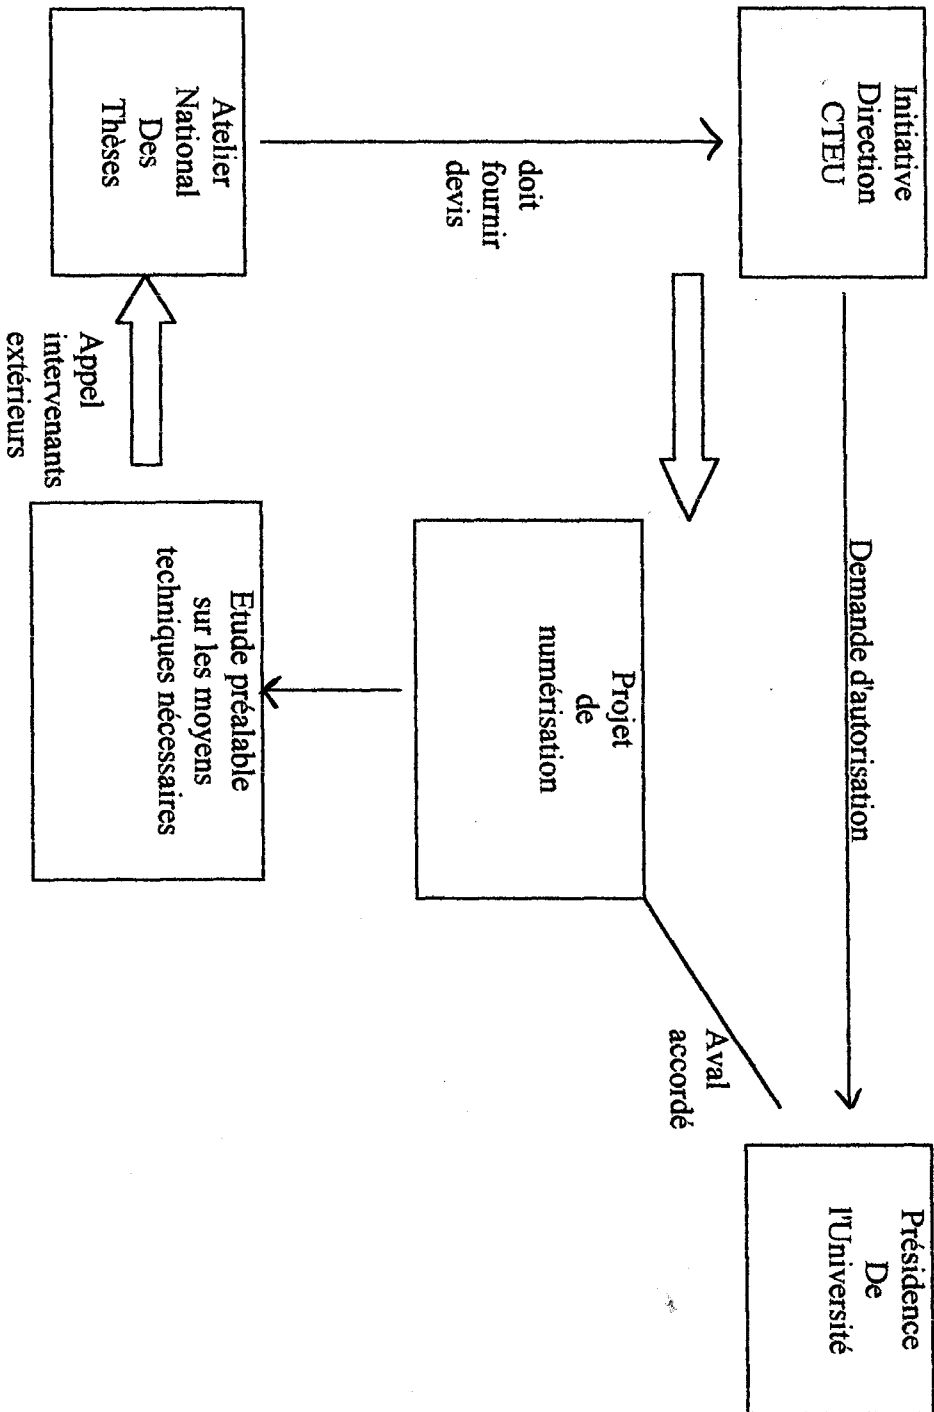 Initiative
Direction
CTEU
Demande d'autorisation
Présidence
De
l'Université
Aval
accordé
Projet
de
numérisation
doit
fournir
devis
Atelier
National
Des
Thèses
Appel
intervenants
extérieurs
Etude préalable
sur les moyens
techniques nécessaires